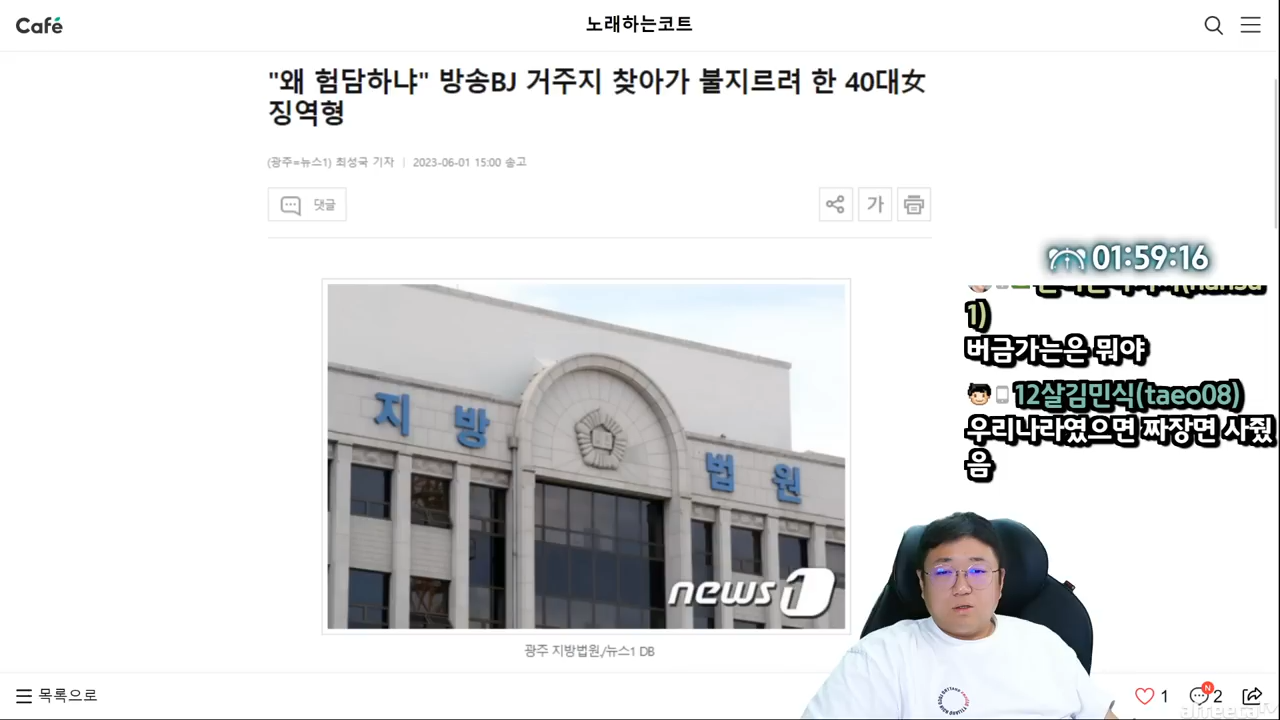 Café
노래하는코트
"왜 험담하냐" 방송BJ 거주지 찾아가 불지르려 한 40대女
징역형
(광주=뉴스1) 최성국 기자 | 2023-06-01 15:00 송고
댓글
가
01:59:16
1)
버금가는은 뭐야
12살김민식(taeo08)
우리나라였으면 짜장면 사줬
음
지방법원
news1
광주 지방법원/뉴스1 DB
목록으로
1
N
2
afreecaTV